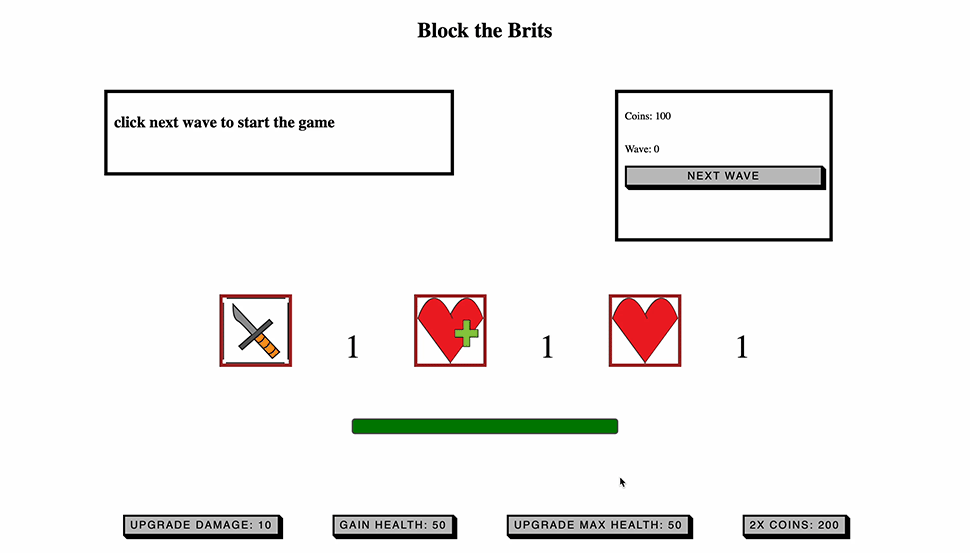 Block the Brits
click next wave to start the game
Coins: 100
Wave: 0
NEXT WAVE
1 1 1
UPGRADE DAMAGE: 10 GAIN HEALTH: 50 UPGRADE MAX HEALTH: 50 2X COINS: 200